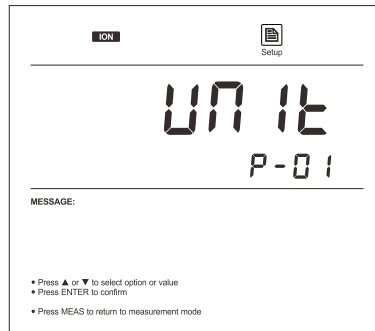 ION
Setup
UNIt
P-01
MESSAGE:
• Press ▲ or ▼ to select option or value
• Press ENTER to confirm
• Press MEAS to return to measurement mode